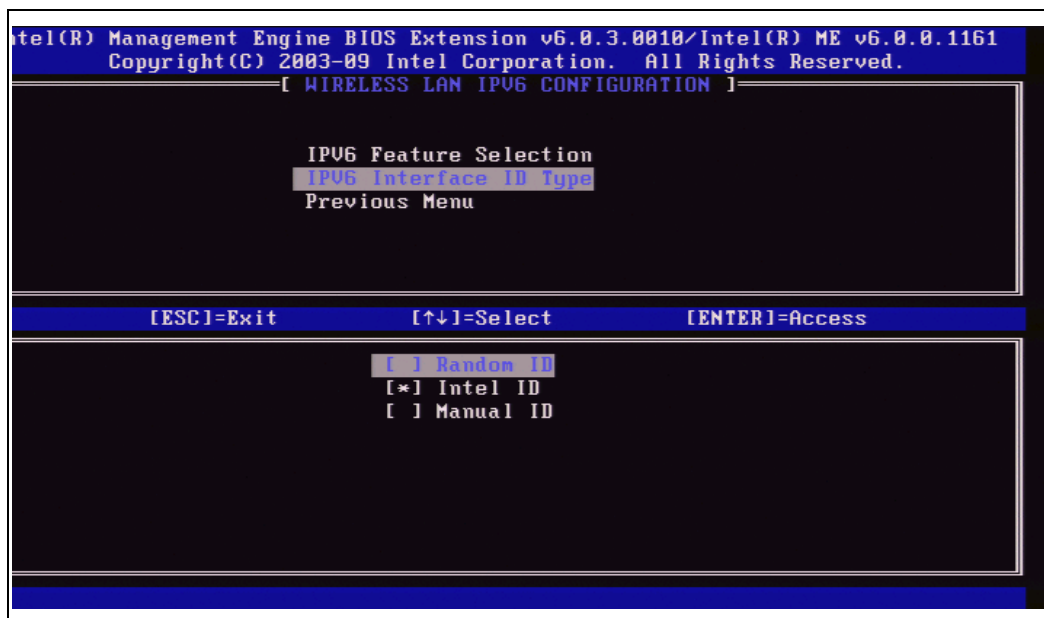 ntel(R) Management Engine BIOS Extension v6.0.3.0010/Intel(R) ME v6.0.0.1161
Copyright(C) 2003-09 Intel Corporation. All Rights Reserved.
[ WIRELESS LAN IPV6 CONFIGURATION ]
IPV6 Feature Selection
IPV6 Interface ID Type
Previous Menu
[ESC]=Exit [↑↓]=Select [ENTER]=Access
[ ] Random ID
[*] Intel ID
[ ] Manual ID